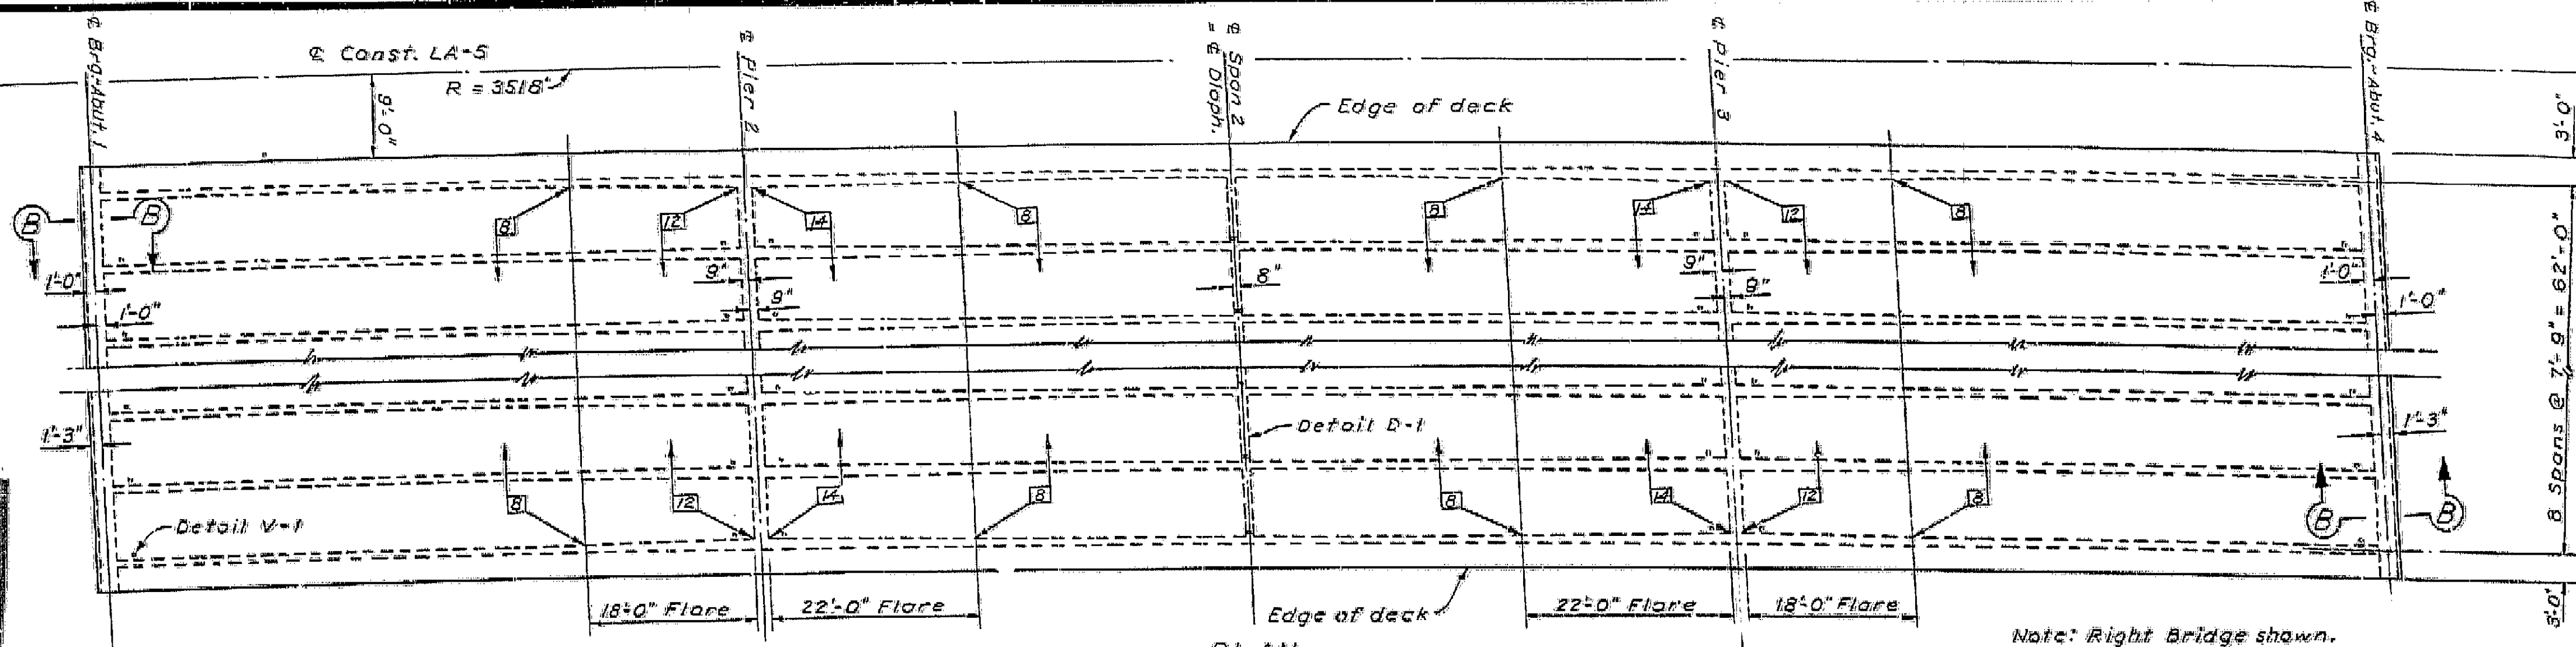 ℄ Brg.~Abut. 1
℄ Const. LA-5
R = 3518'
9'-0"
℄ Pier 2
℄ Span 2
= ℄ Diaph.
Edge of deck
℄ Pier 3
℄ Brg.~Abut. 4
3'-0"
B
B
8
12
14
8
8
14
12
8
1'-0"
1'-0"
9"
9"
8"
9"
9"
1'-0"
1'-0"
8 Spans @ 7'-9" = 62'-0"
1'-3"
Detail D-1
1'-3"
8
12
14
8
8
14
12
8
B
B
Detail V-1
18'-0" Flare
22'-0" Flare
Edge of deck
22'-0" Flare
18'-0" Flare
3'-0"
Note: Right Bridge shown.